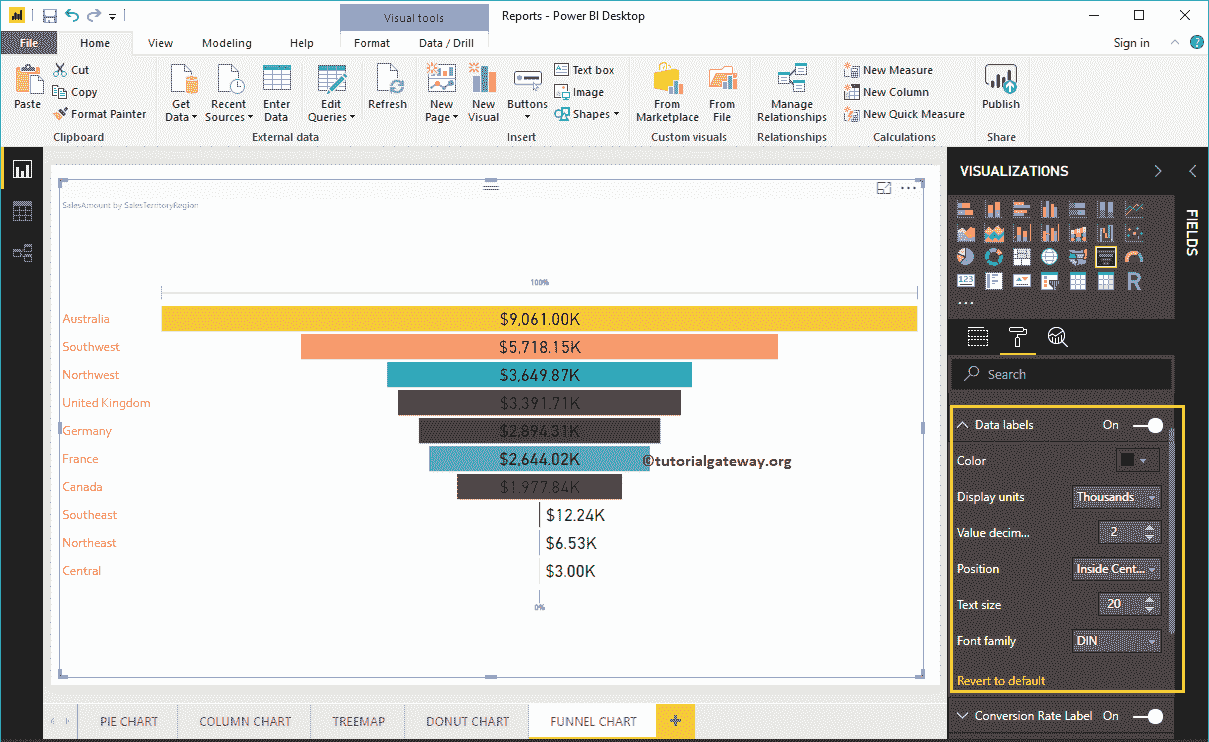 Visual tools
Reports - Power BI Desktop
File
Home
View
Modeling
Help
Format
Data / Drill
Sign in
?
Paste
Cut
Copy
Format Painter
Clipboard
Get Data
Recent Sources
Enter Data
Edit Queries
External data
Refresh
New Page
New Visual
Buttons
Text box
Image
Shapes
Insert
From Marketplace
From File
Custom visuals
Manage Relationships
Relationships
New Measure
New Column
New Quick Measure
Calculations
Publish
Share
SalesAmount by SalesTerritoryRegion
100%
Australia $9,061.00K
Southwest $5,718.15K
Northwest $3,649.87K
United Kingdom $3,391.71K
Germany $2,894.31K
France $2,644.02K
©tutorialgateway.org
Canada $1,977.84K
Southeast $12.24K
Northeast $6.53K
Central $3.00K
0%
VISUALIZATIONS
FIELDS
123
R
Search
Data labels On
Color
Display units Thousands
Value decim... 2
Position Inside Cent...
Text size 20
Font family DIN
Revert to default
Conversion Rate Label On
PIE CHART
COLUMN CHART
TREEMAP
DONUT CHART
FUNNEL CHART
+